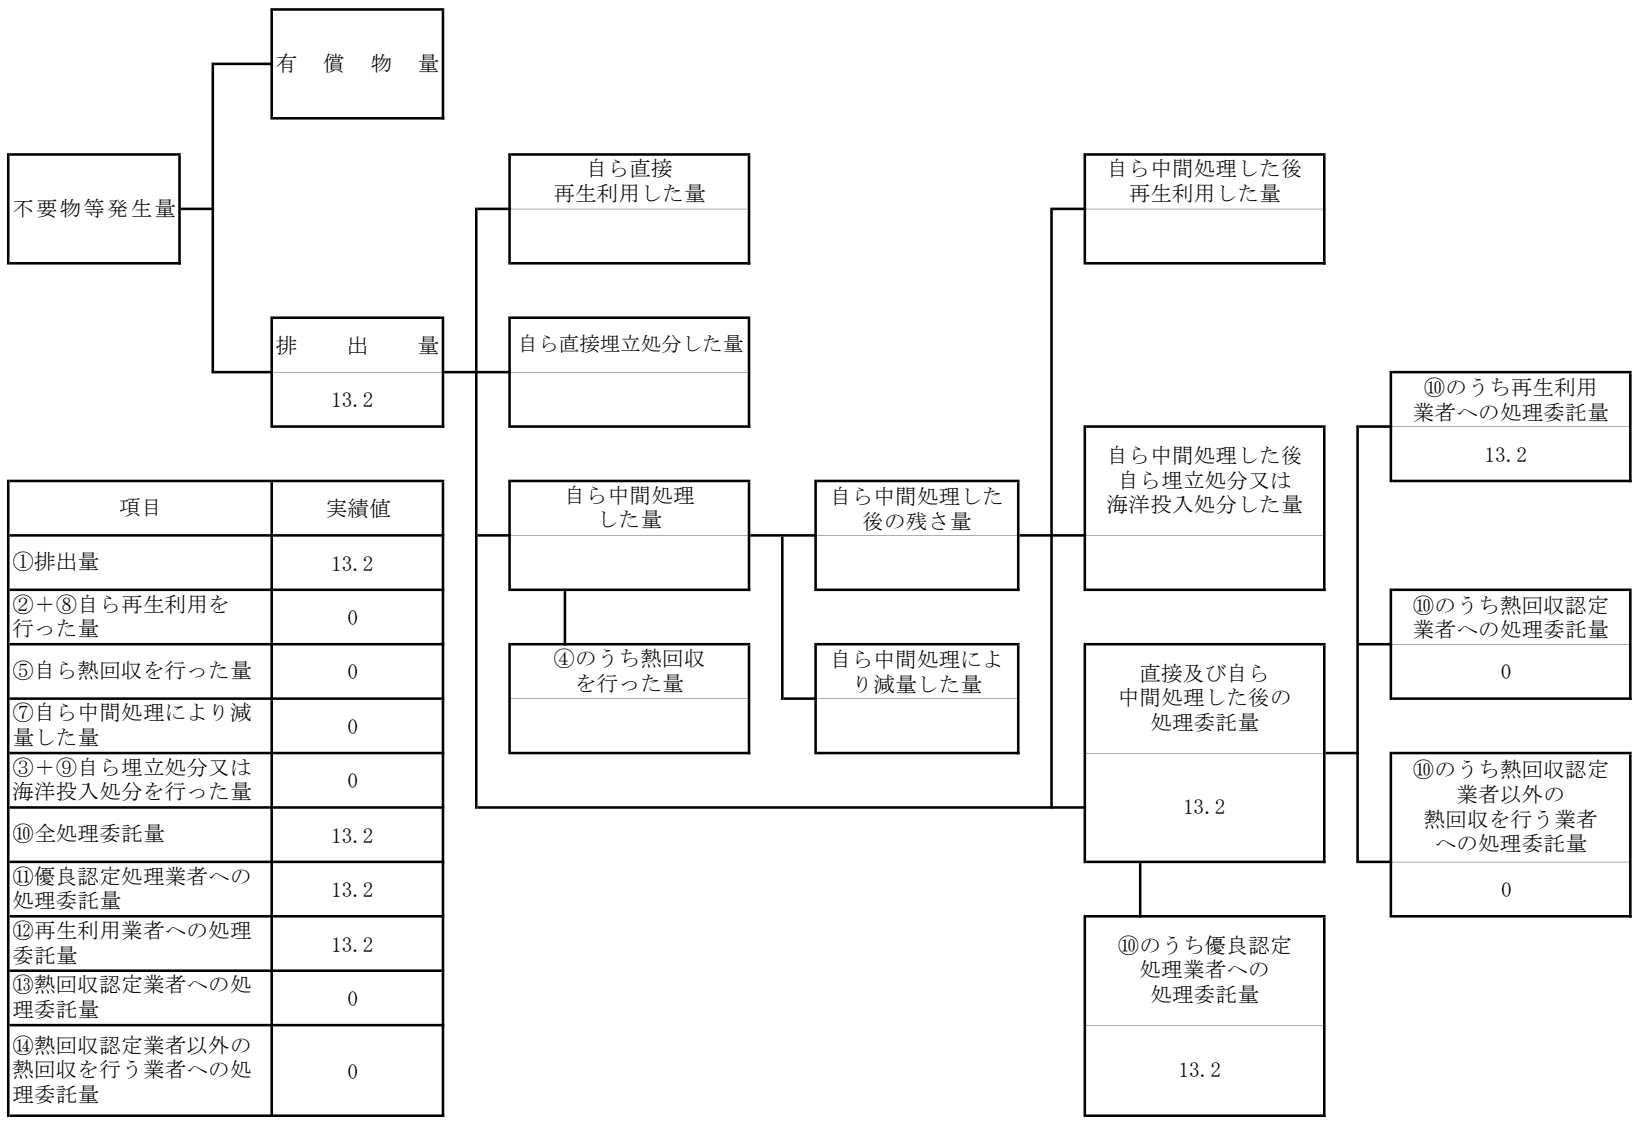 有償物量
不要物等発生量
排出量
13.2
自ら直接
再生利用した量
自ら直接埋立処分した量
自ら中間処理
した量
④のうち熱回収
を行った量
自ら中間処理した
後の残さ量
自ら中間処理によ
り減量した量
自ら中間処理した後
再生利用した量
自ら中間処理した後
自ら埋立処分又は
海洋投入処分した量
直接及び自ら
中間処理した後の
処理委託量
13.2
⑩のうち優良認定
処理業者への
処理委託量
13.2
⑩のうち再生利用
業者への処理委託量
13.2
⑩のうち熱回収認定
業者への処理委託量
0
⑩のうち熱回収認定
業者以外の
熱回収を行う業者
への処理委託量
0
項目 実績値
①排出量 13.2
②＋⑧自ら再生利用を
行った量 0
⑤自ら熱回収を行った量 0
⑦自ら中間処理により減
量した量 0
③＋⑨自ら埋立処分又は
海洋投入処分を行った量 0
⑩全処理委託量 13.2
⑪優良認定処理業者への
処理委託量 13.2
⑫再生利用業者への処理
委託量 13.2
⑬熱回収認定業者への処
理委託量 0
⑭熱回収認定業者以外の
熱回収を行う業者への処
理委託量 0